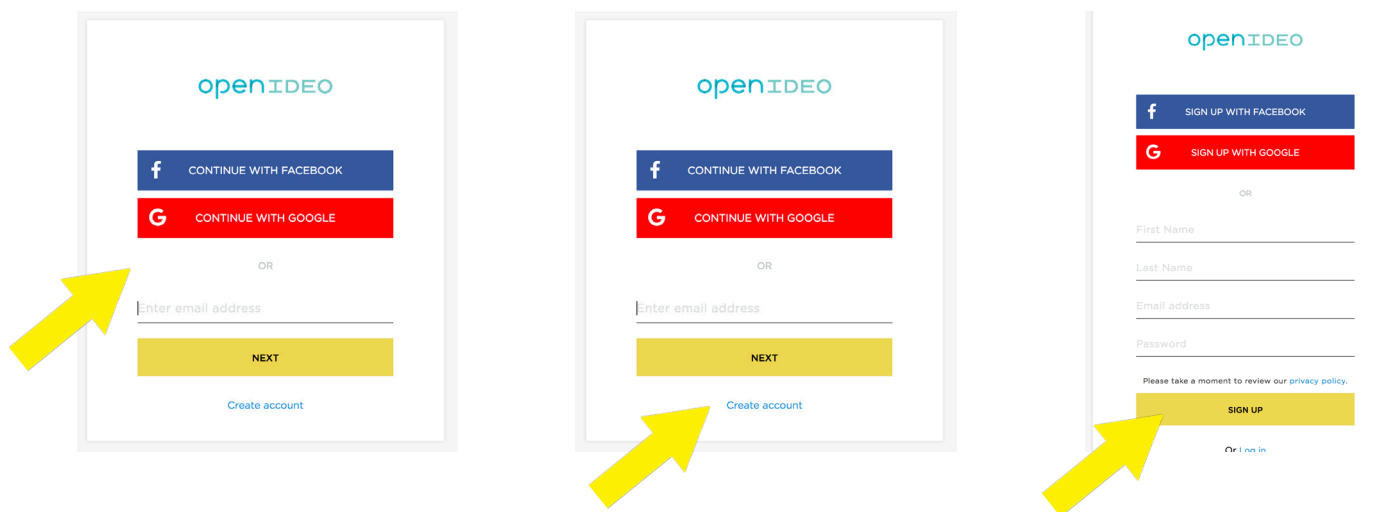 openIDEO
f CONTINUE WITH FACEBOOK
G CONTINUE WITH GOOGLE
OR
Enter email address
NEXT
Create account
openIDEO
f CONTINUE WITH FACEBOOK
G CONTINUE WITH GOOGLE
OR
Enter email address
NEXT
Create account
openIDEO
f SIGN UP WITH FACEBOOK
G SIGN UP WITH GOOGLE
OR
First Name
Last Name
Email address
Password
Please take a moment to review our privacy policy.
SIGN UP
Or Log in